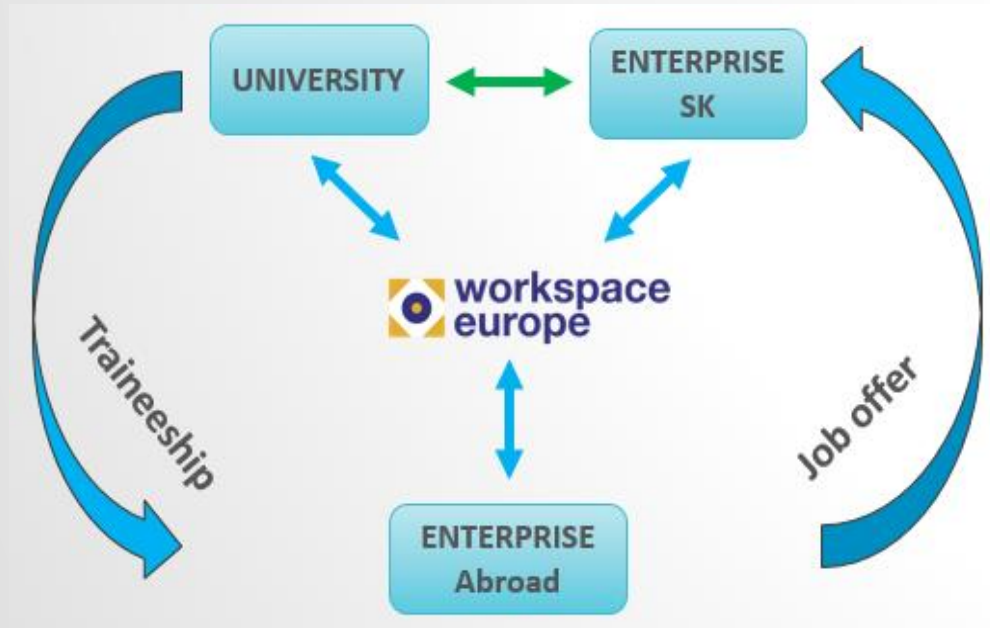 UNIVERSITY
ENTERPRISE
SK
workspace
europe
Traineeship
Job offer
ENTERPRISE
Abroad